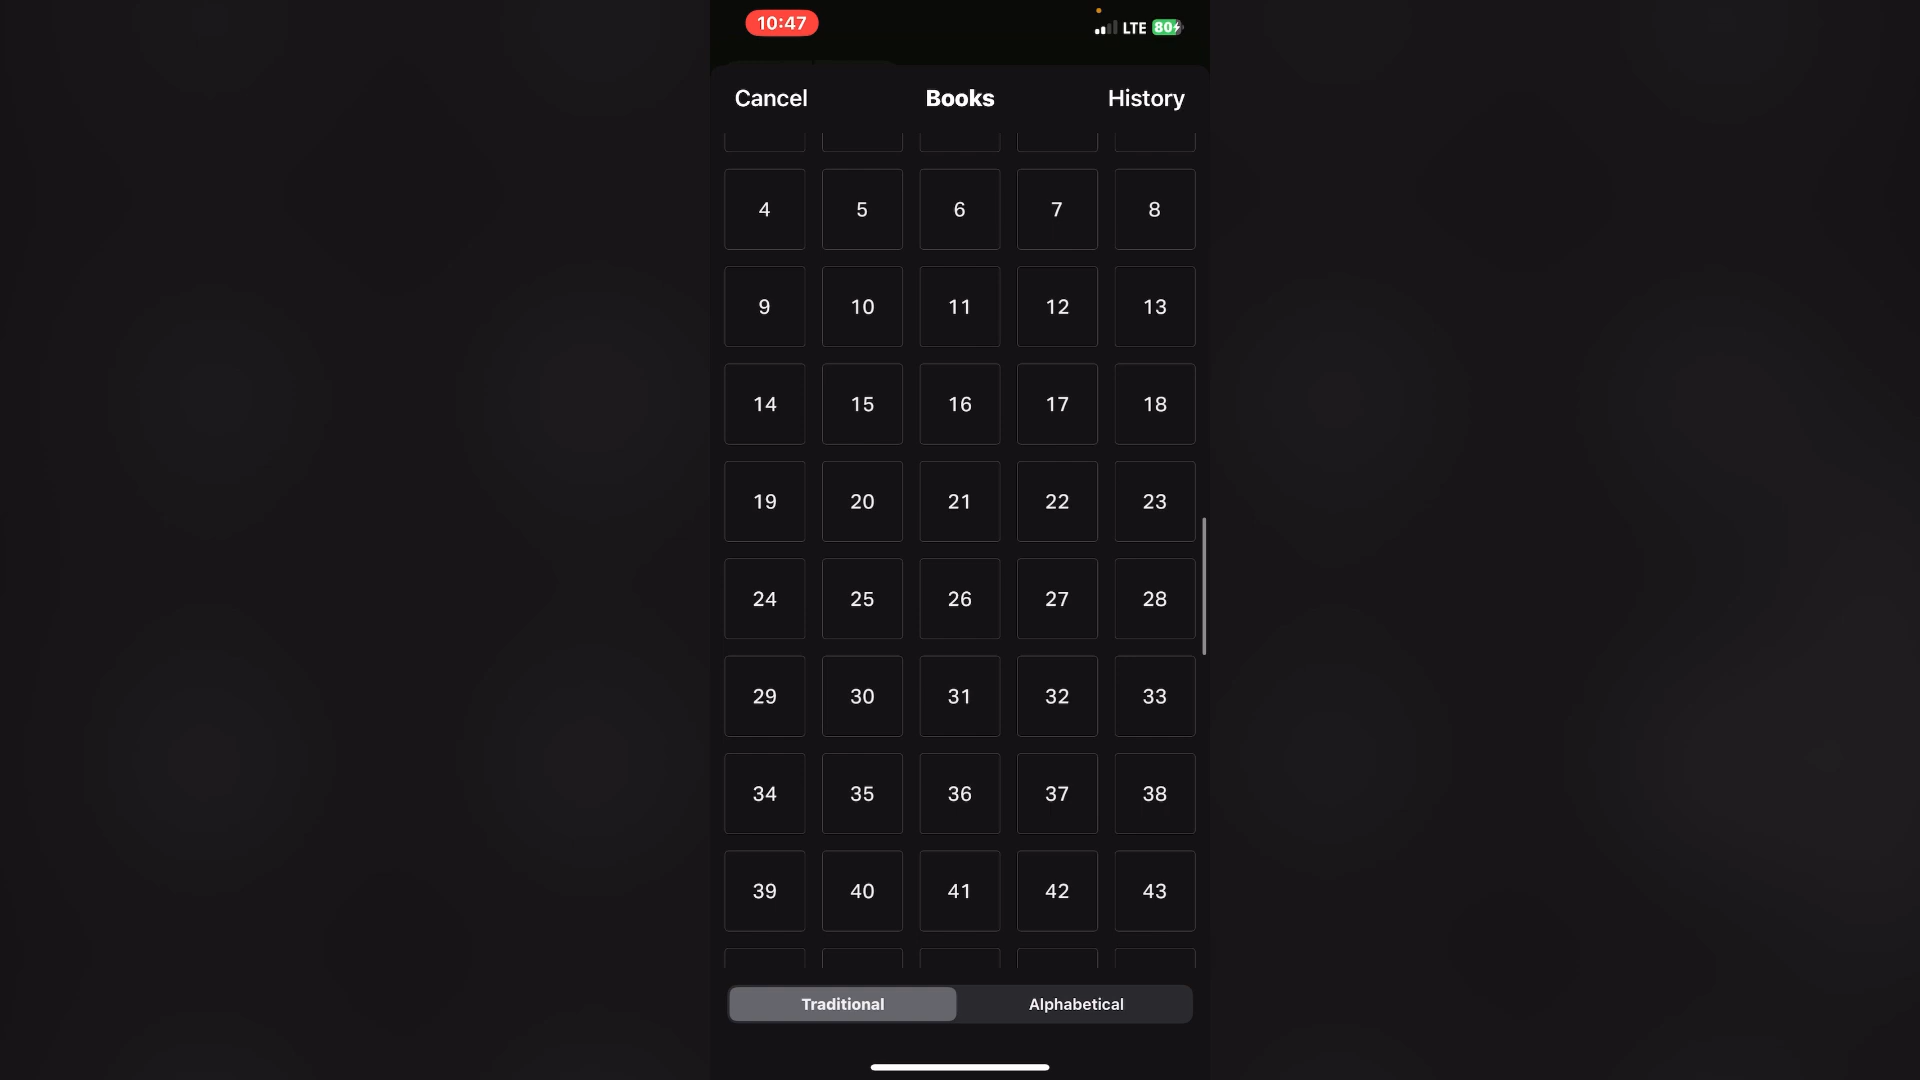 10:47 LTE 80
Cancel Books History
4 5 6 7 8
9 10 11 12 13
14 15 16 17 18
19 20 21 22 23
24 25 26 27 28
29 30 31 32 33
34 35 36 37 38
39 40 41 42 43
Traditional Alphabetical